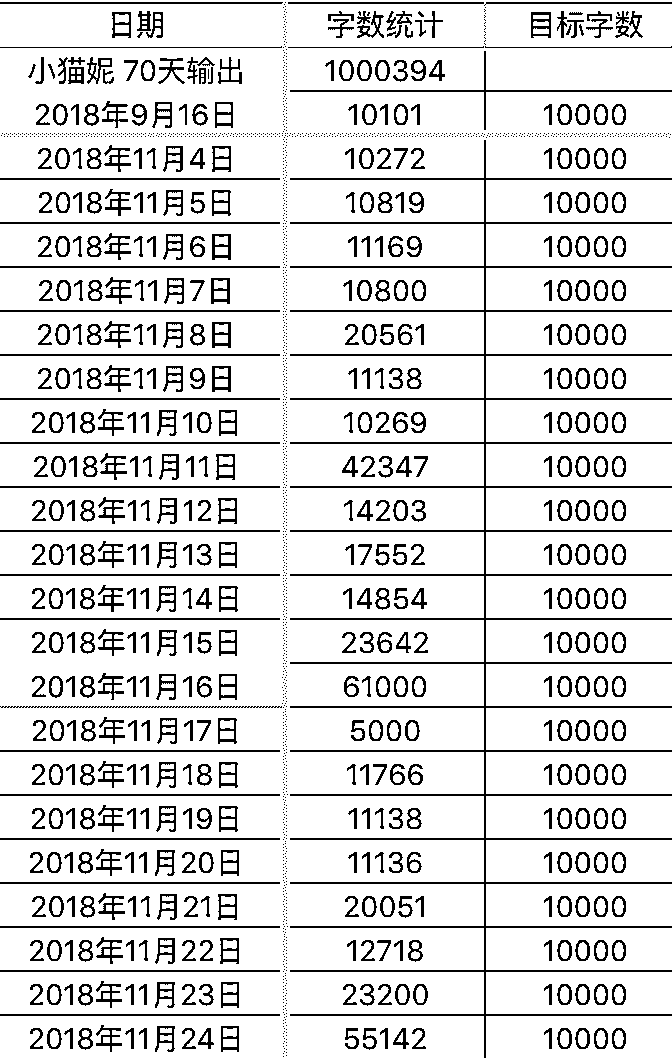 日期 字数统计 目标字数
小猫妮 70天输出 1000394
2018年9月16日 10101 10000
2018年11月4日 10272 10000
2018年11月5日 10819 10000
2018年11月6日 11169 10000
2018年11月7日 10800 10000
2018年11月8日 20561 10000
2018年11月9日 11138 10000
2018年11月10日 10269 10000
2018年11月11日 42347 10000
2018年11月12日 14203 10000
2018年11月13日 17552 10000
2018年11月14日 14854 10000
2018年11月15日 23642 10000
2018年11月16日 61000 10000
2018年11月17日 5000 10000
2018年11月18日 11766 10000
2018年11月19日 11138 10000
2018年11月20日 11136 10000
2018年11月21日 20051 10000
2018年11月22日 12718 10000
2018年11月23日 23200 10000
2018年11月24日 55142 10000